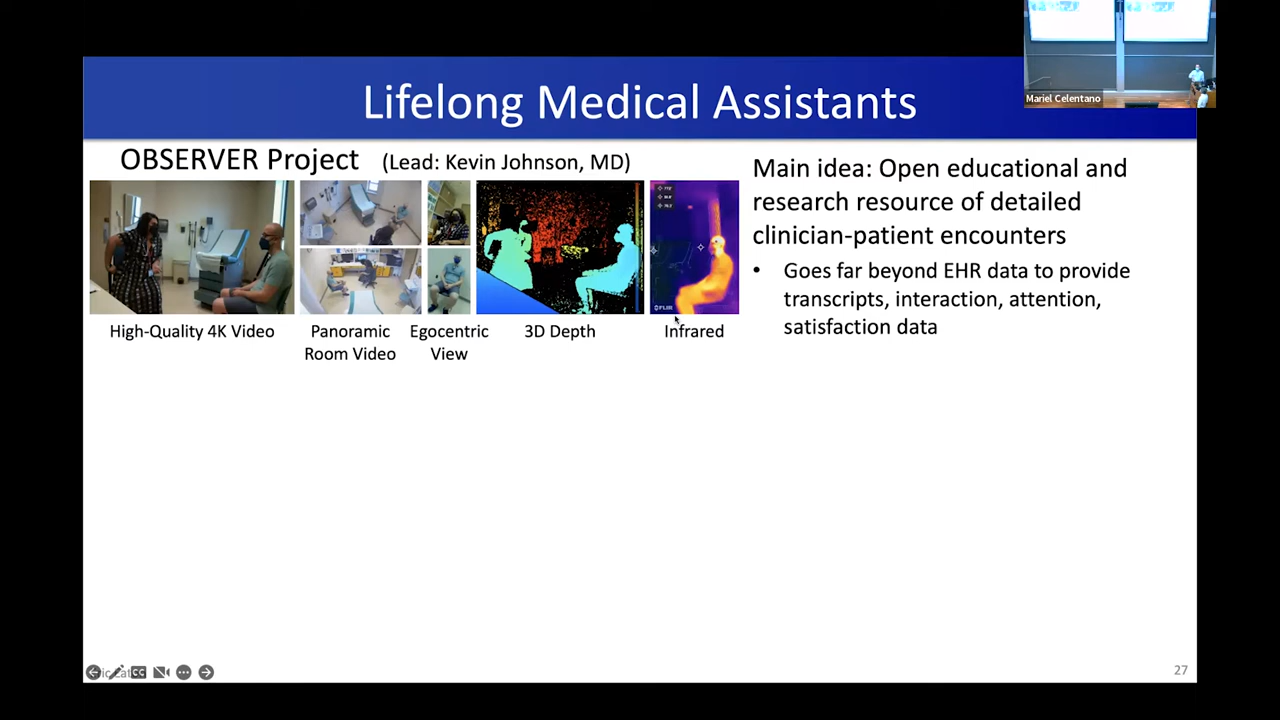 Lifelong Medical Assistants
Mariel Celentano
OBSERVER Project (Lead: Kevin Johnson, MD)
High-Quality 4K Video
Panoramic
Room Video
Egocentric
View
3D Depth
Infrared
Main idea: Open educational and
research resource of detailed
clinician-patient encounters
• Goes far beyond EHR data to provide
transcripts, interaction, attention,
satisfaction data
CC
27